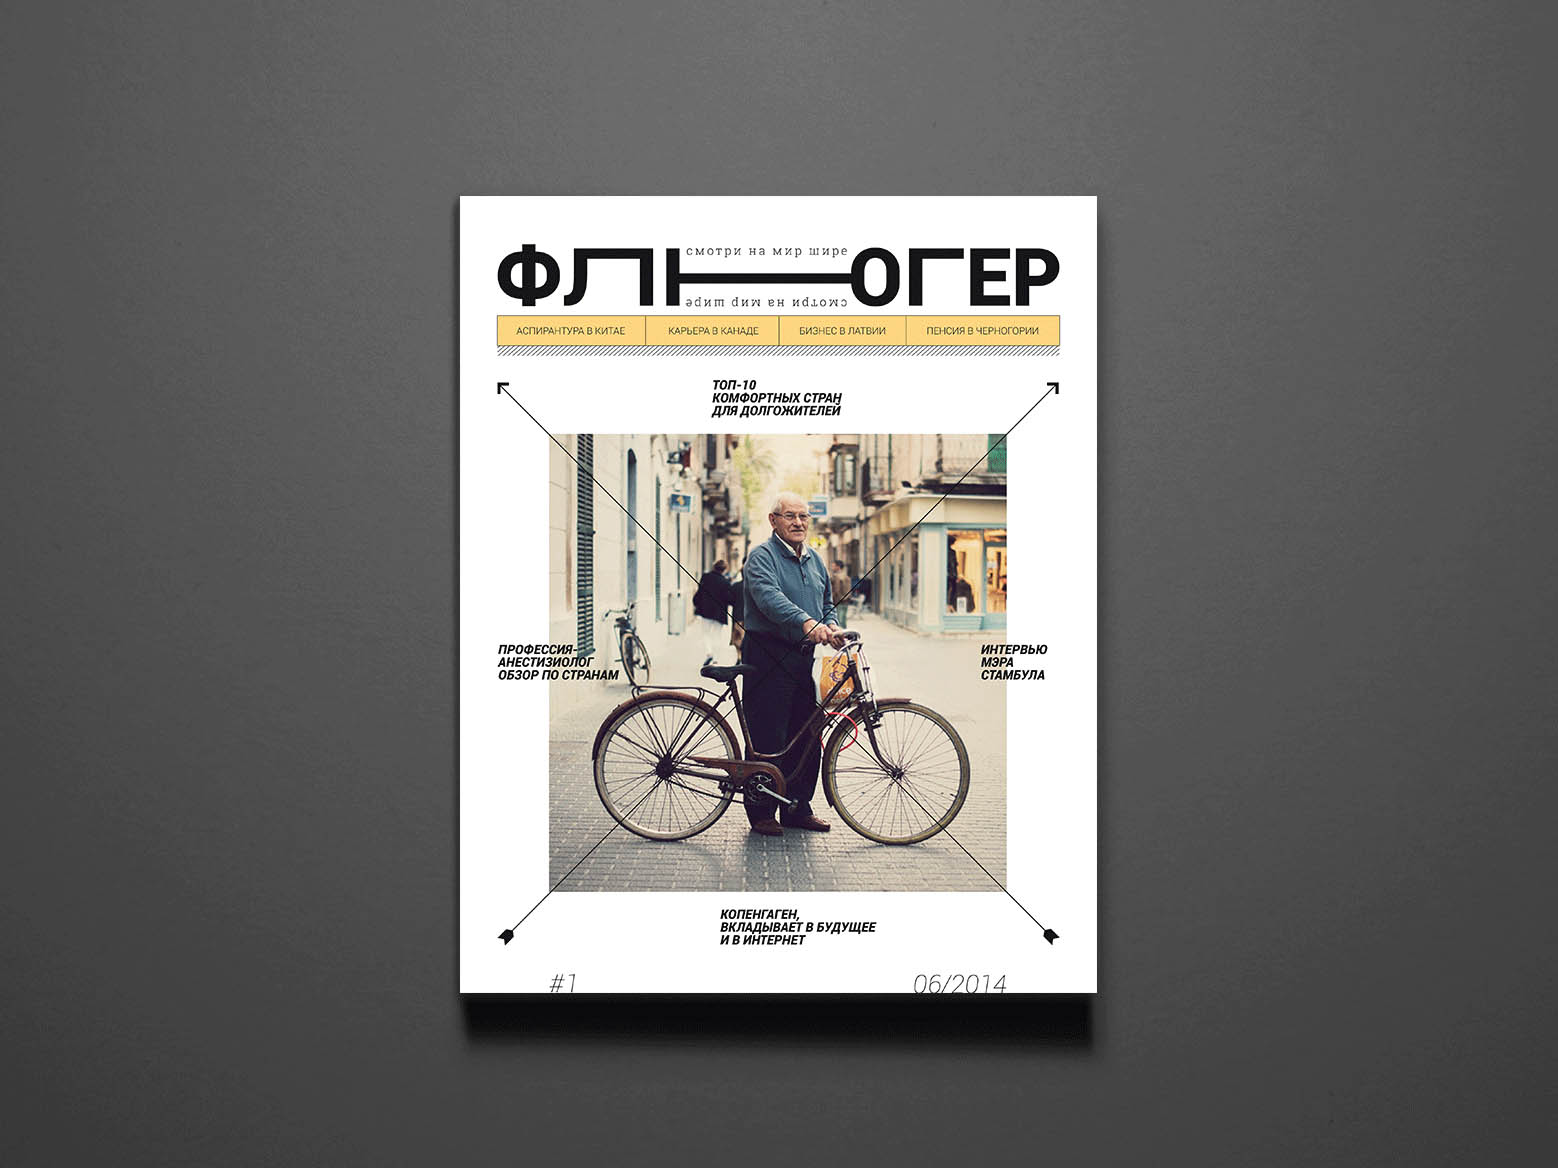 ФЛЮГЕР
смотри на мир шире
смотри на мир шире
АСПИРАНТУРА В КИТАЕ
КАРЬЕРА В КАНАДЕ
БИЗНЕС В ЛАТВИИ
ПЕНСИЯ В ЧЕРНОГОРИИ
ТОП-10
КОМФОРТНЫХ СТРАН
ДЛЯ ДОЛГОЖИТЕЛЕЙ
ПРОФЕССИЯ-
АНЕСТИЗИОЛОГ
ОБЗОР ПО СТРАНАМ
ИНТЕРВЬЮ
МЭРА
СТАМБУЛА
КОПЕНГАГЕН,
ВКЛАДЫВАЕТ В БУДУЩЕЕ
И В ИНТЕРНЕТ
#1
06/2014